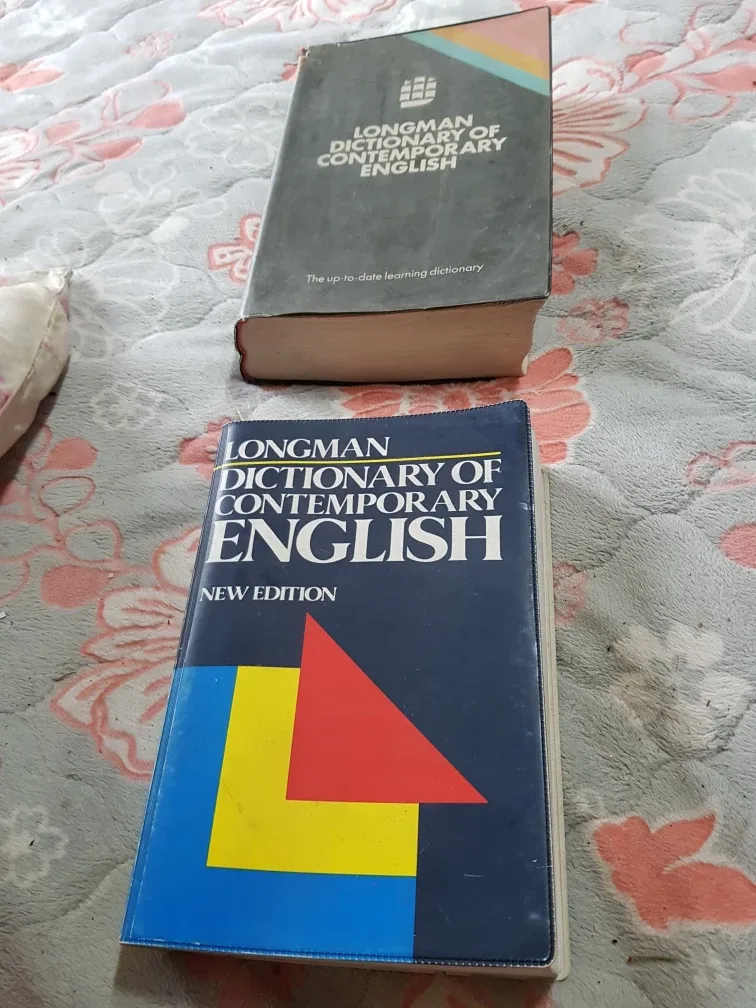 LONGMAN
DICTIONARY OF
CONTEMPORARY
ENGLISH
The up-to-date learning dictionary
LONGMAN
DICTIONARY OF
CONTEMPORARY
ENGLISH
NEW EDITION